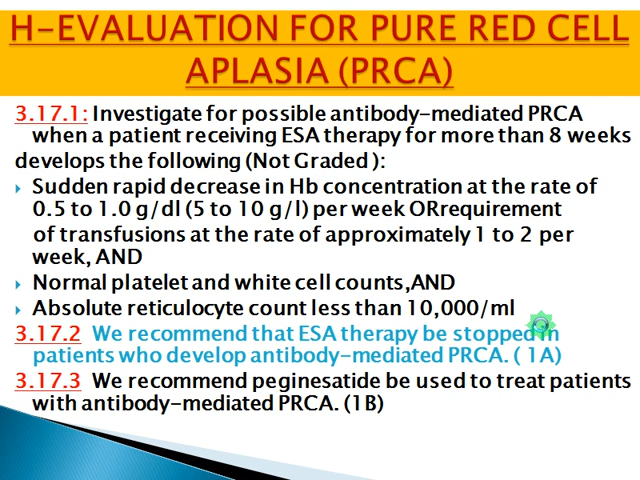 H-EVALUATION FOR PURE RED CELL
APLASIA (PRCA)
3.17.1: Investigate for possible antibody-mediated PRCA
when a patient receiving ESA therapy for more than 8 weeks
develops the following (Not Graded ):
Sudden rapid decrease in Hb concentration at the rate of
0.5 to 1.0 g/dl (5 to 10 g/l) per week ORrequirement
of transfusions at the rate of approximately 1 to 2 per
week, AND
Normal platelet and white cell counts,AND
Absolute reticulocyte count less than 10,000/ml
3.17.2 We recommend that ESA therapy be stopped in
patients who develop antibody-mediated PRCA. ( 1A)
3.17.3 We recommend peginesatide be used to treat patients
with antibody-mediated PRCA. (1B)